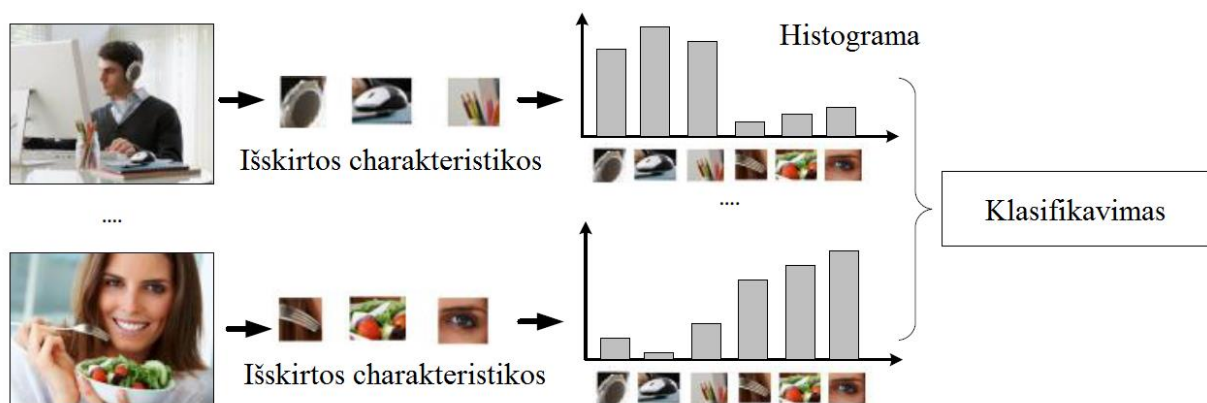 Histograma
Išskirtos charakteristikos
....
....
Klasifikavimas
Išskirtos charakteristikos